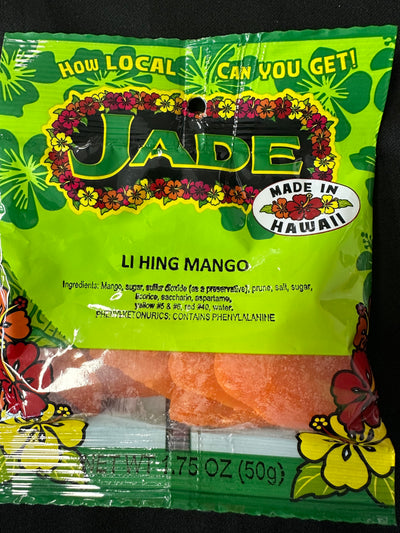 How LOCAL Can You Get!
JADE
MADE IN
HAWAII
LI HING MANGO
Ingredients: Mango, sugar, sulfur dioxide (as a preservative), prune, salt, sugar,
licorice, saccharin, aspartame,
yellow #5 & #6, red #40, water.
PHENYLKETONURICS: CONTAINS PHENYLALANINE
NET WT. 1.75 OZ (50g)